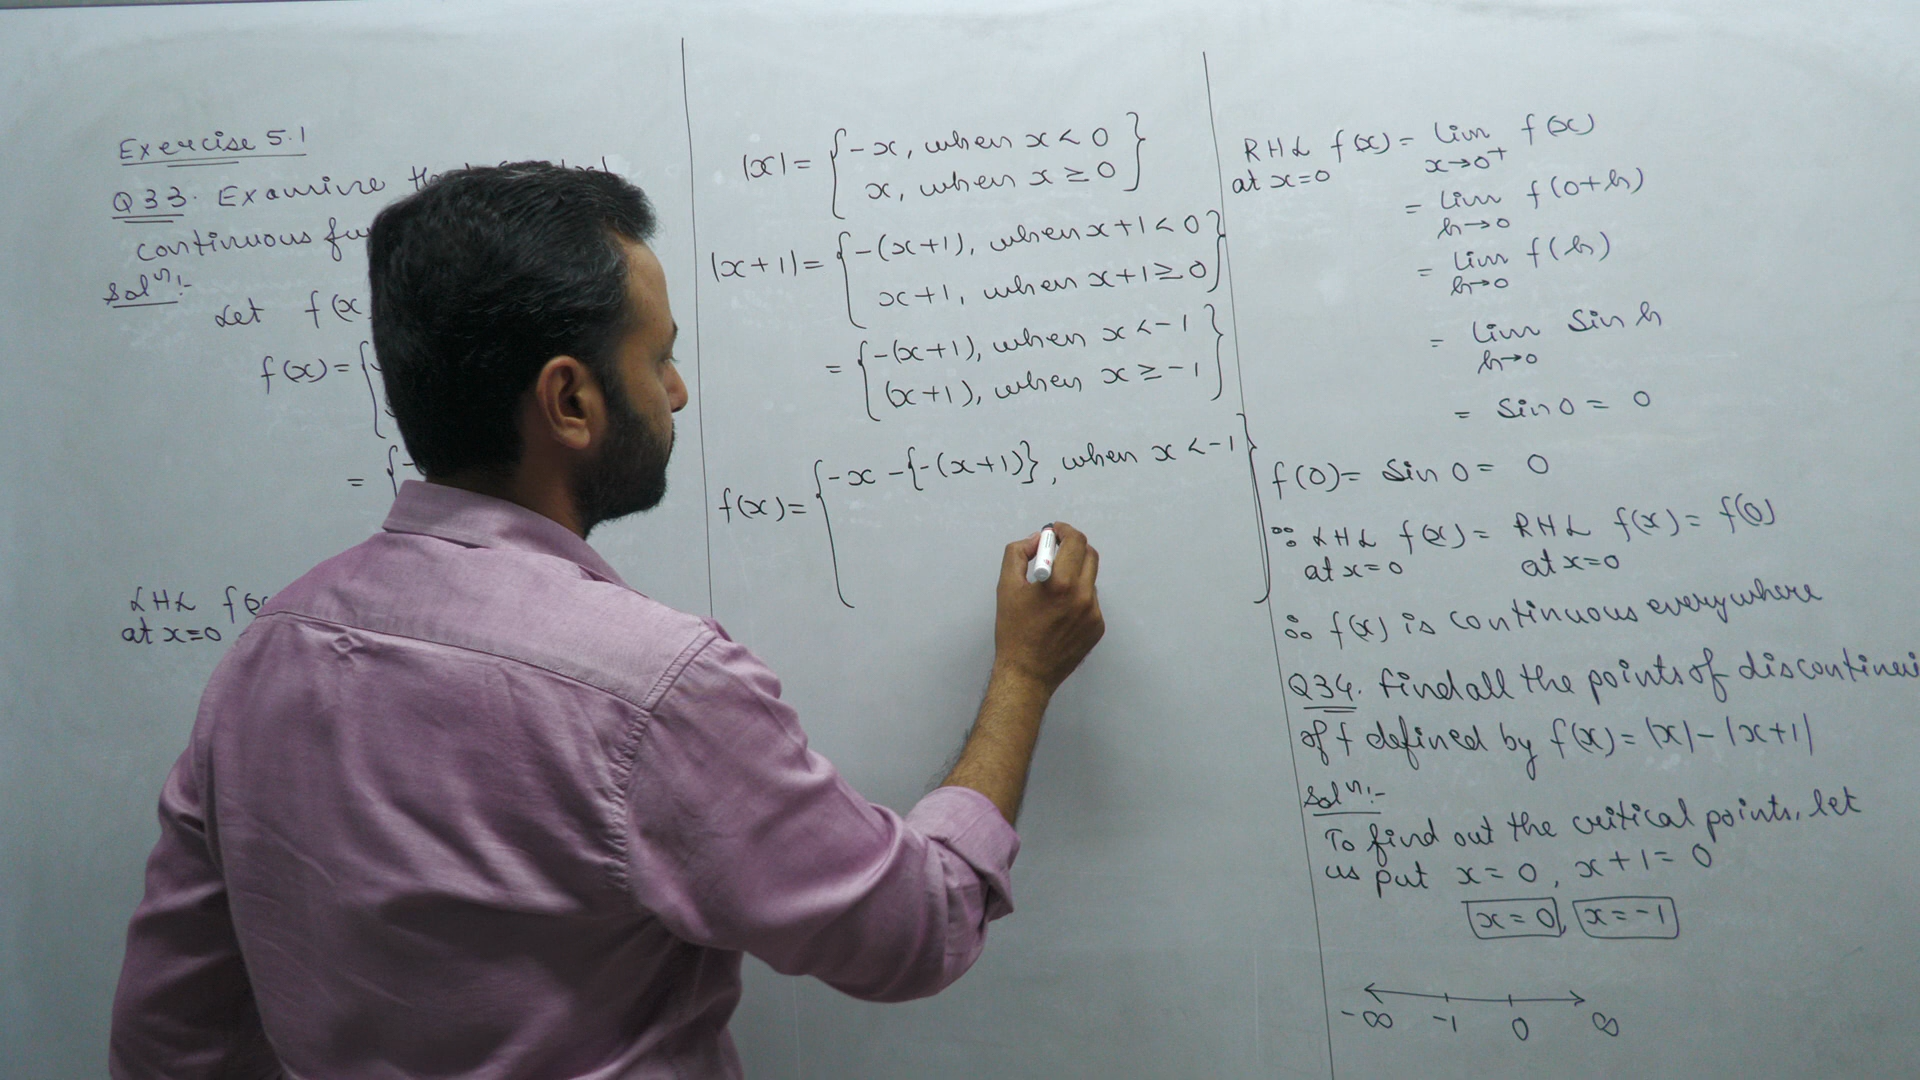 Exercise 5.1
Q33. Examine
continuous
Solⁿ:-
Let f(x
f(x) = {
= { -
LHL f(x
at x=0
|x| = { -x, when x < 0 }
x, when x ≥ 0
|x+1| = { -(x+1), when x+1 < 0 }
x+1, when x+1 ≥ 0
= { -(x+1), when x < -1 }
(x+1), when x ≥ -1
f(x) = { -x - {-(x+1)}, when x < -1 }
RHL f(x) = lim f(x)
at x=0 x→0⁺
= lim f(0+h)
h→0
= lim f(h)
h→0
= lim Sin h
h→0
= Sin 0 = 0
f(0) = Sin 0 = 0
∵ LHL f(x) = RHL f(x) = f(0)
at x=0 at x=0
∴ f(x) is continuous everywhere
Q34. Find all the points of discontinui
of f defined by f(x) = |x| - |x+1|
Solⁿ:-
To find out the critical points, let
us put x = 0, x+1 = 0
x = 0, x = -1
-∞ -1 0 ∞